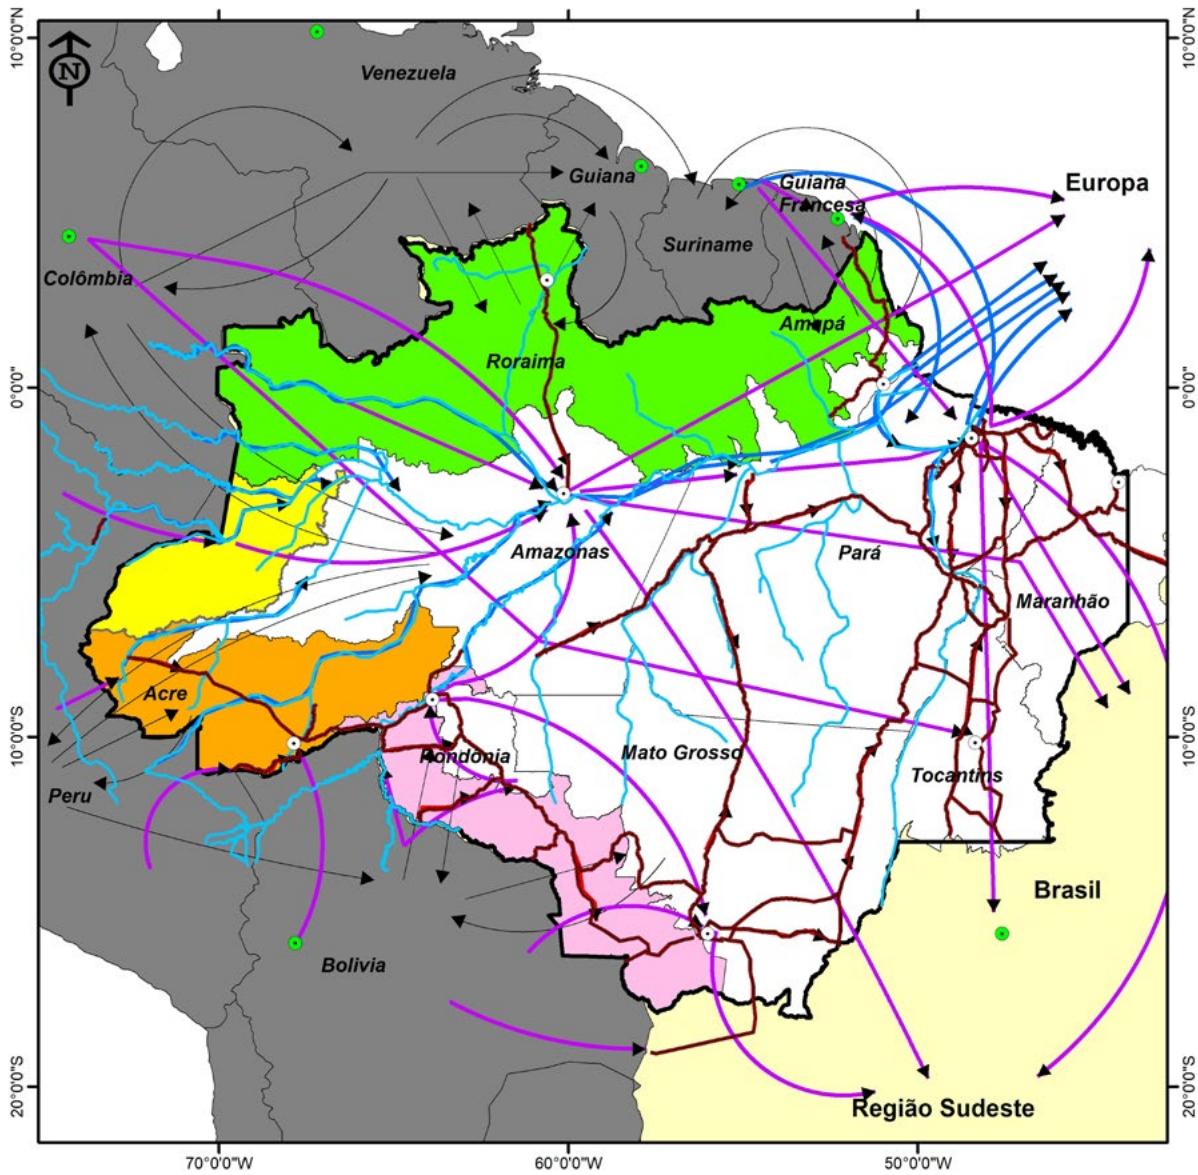 10°0'0"N
10°0'0"N
N
Venezuela
Guiana
Guiana
Francesa
Europa
Suriname
Colômbia
Amapá
Roraima
0°0'0"
0°0'0"
Amazonas
Pará
Maranhão
Acre
Rondônia
Mato Grosso
Tocantins
10°0'0"S
10°0'0"S
Peru
Brasil
Bolivia
20°0'0"S
20°0'0"S
Região Sudeste
70°0'0"W
60°0'0"W
50°0'0"W